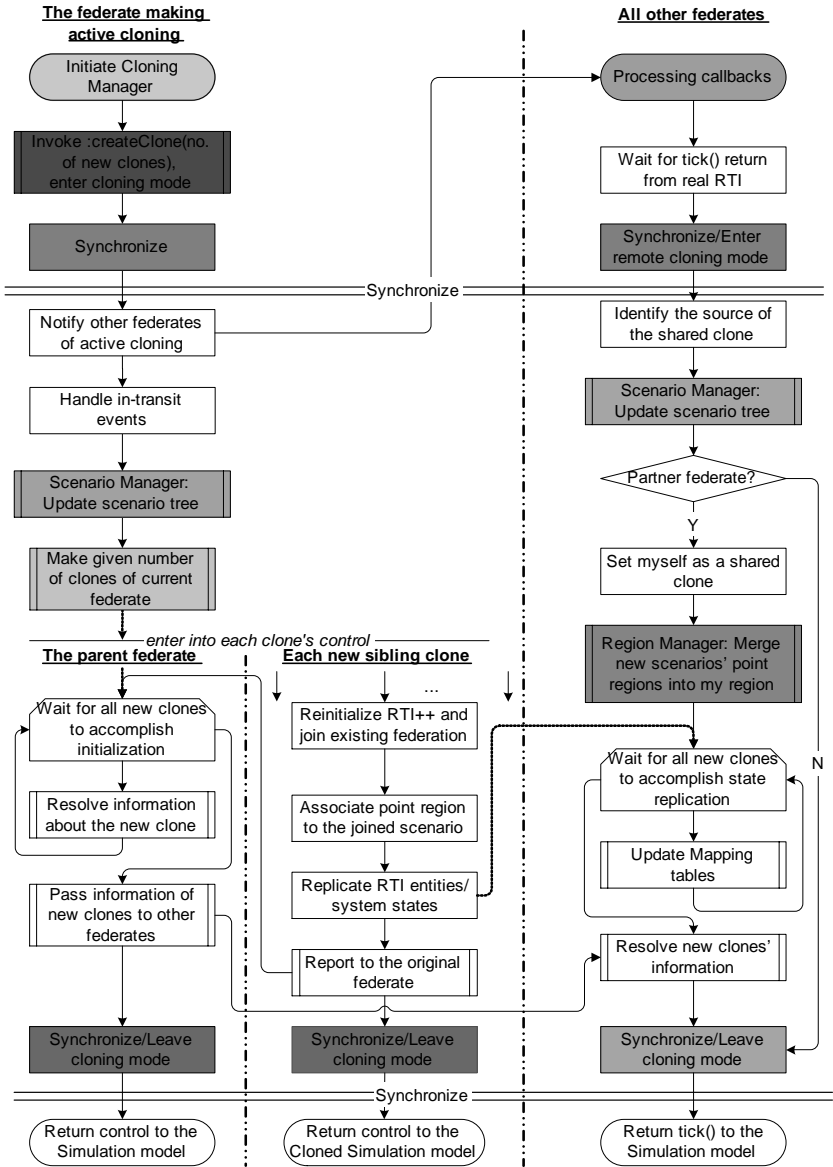 The federate making
active cloning
Initiate Cloning
Manager
Invoke :createClone(no.
of new clones),
enter cloning mode
Synchronize
Synchronize
Notify other federates
of active cloning
Handle in-transit
events
Scenario Manager:
Update scenario tree
Make given number
of clones of current
federate
enter into each clone's control
The parent federate
Wait for all new clones
to accomplish
initialization
Resolve information
about the new clone
Pass information of
new clones to other
federates
Synchronize/Leave
cloning mode
Return control to the
Simulation model
Each new sibling clone
...
Reinitialize RTI++ and
join existing federation
Associate point region
to the joined scenario
Replicate RTI entities/
system states
Report to the original
federate
Synchronize/Leave
cloning mode
Synchronize
Return control to the
Cloned Simulation model
All other federates
Processing callbacks
Wait for tick() return
from real RTI
Synchronize/Enter
remote cloning mode
Identify the source of
the shared clone
Scenario Manager:
Update scenario tree
Partner federate?
Y
Set myself as a shared
clone
Region Manager: Merge
new scenarios' point
regions into my region
N
Wait for all new clones
to accomplish state
replication
Update Mapping
tables
Resolve new clones'
information
Synchronize/Leave
cloning mode
Return tick() to the
Simulation model